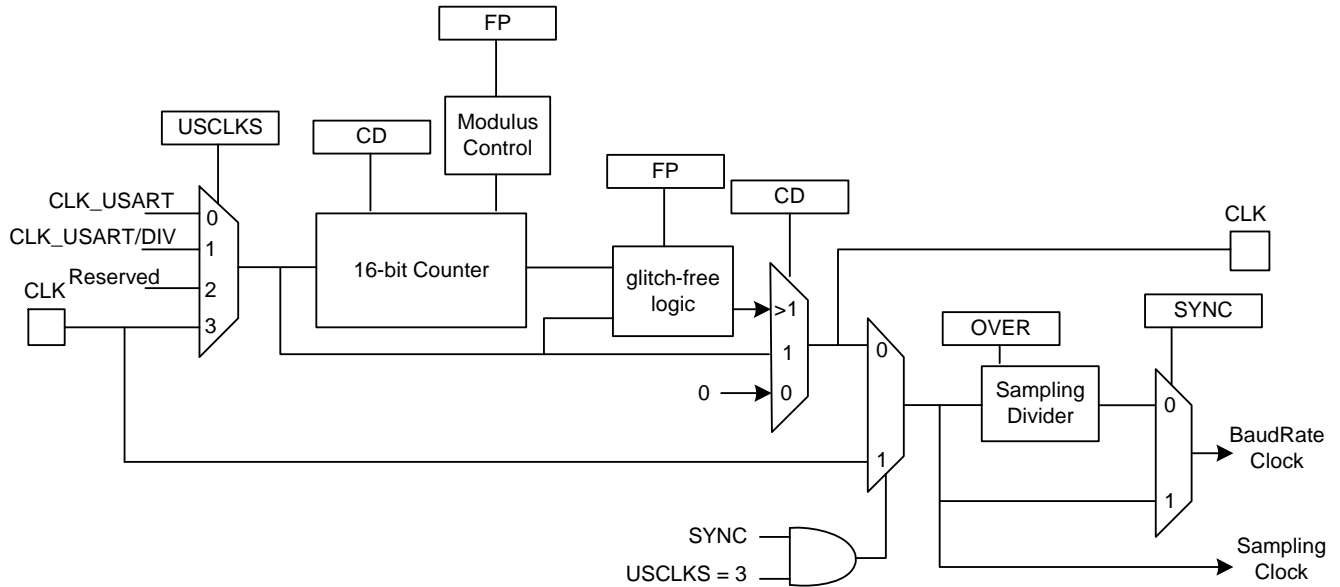 FP
Modulus
Control
USCLKS
CD
FP
CD
CLK_USART
0
CLK_USART/DIV
1
Reserved
2
CLK
3
16-bit Counter
glitch-free
logic
>1
1
0
0
CLK
0
1
OVER
Sampling
Divider
SYNC
0
1
BaudRate
Clock
SYNC
USCLKS = 3
Sampling
Clock